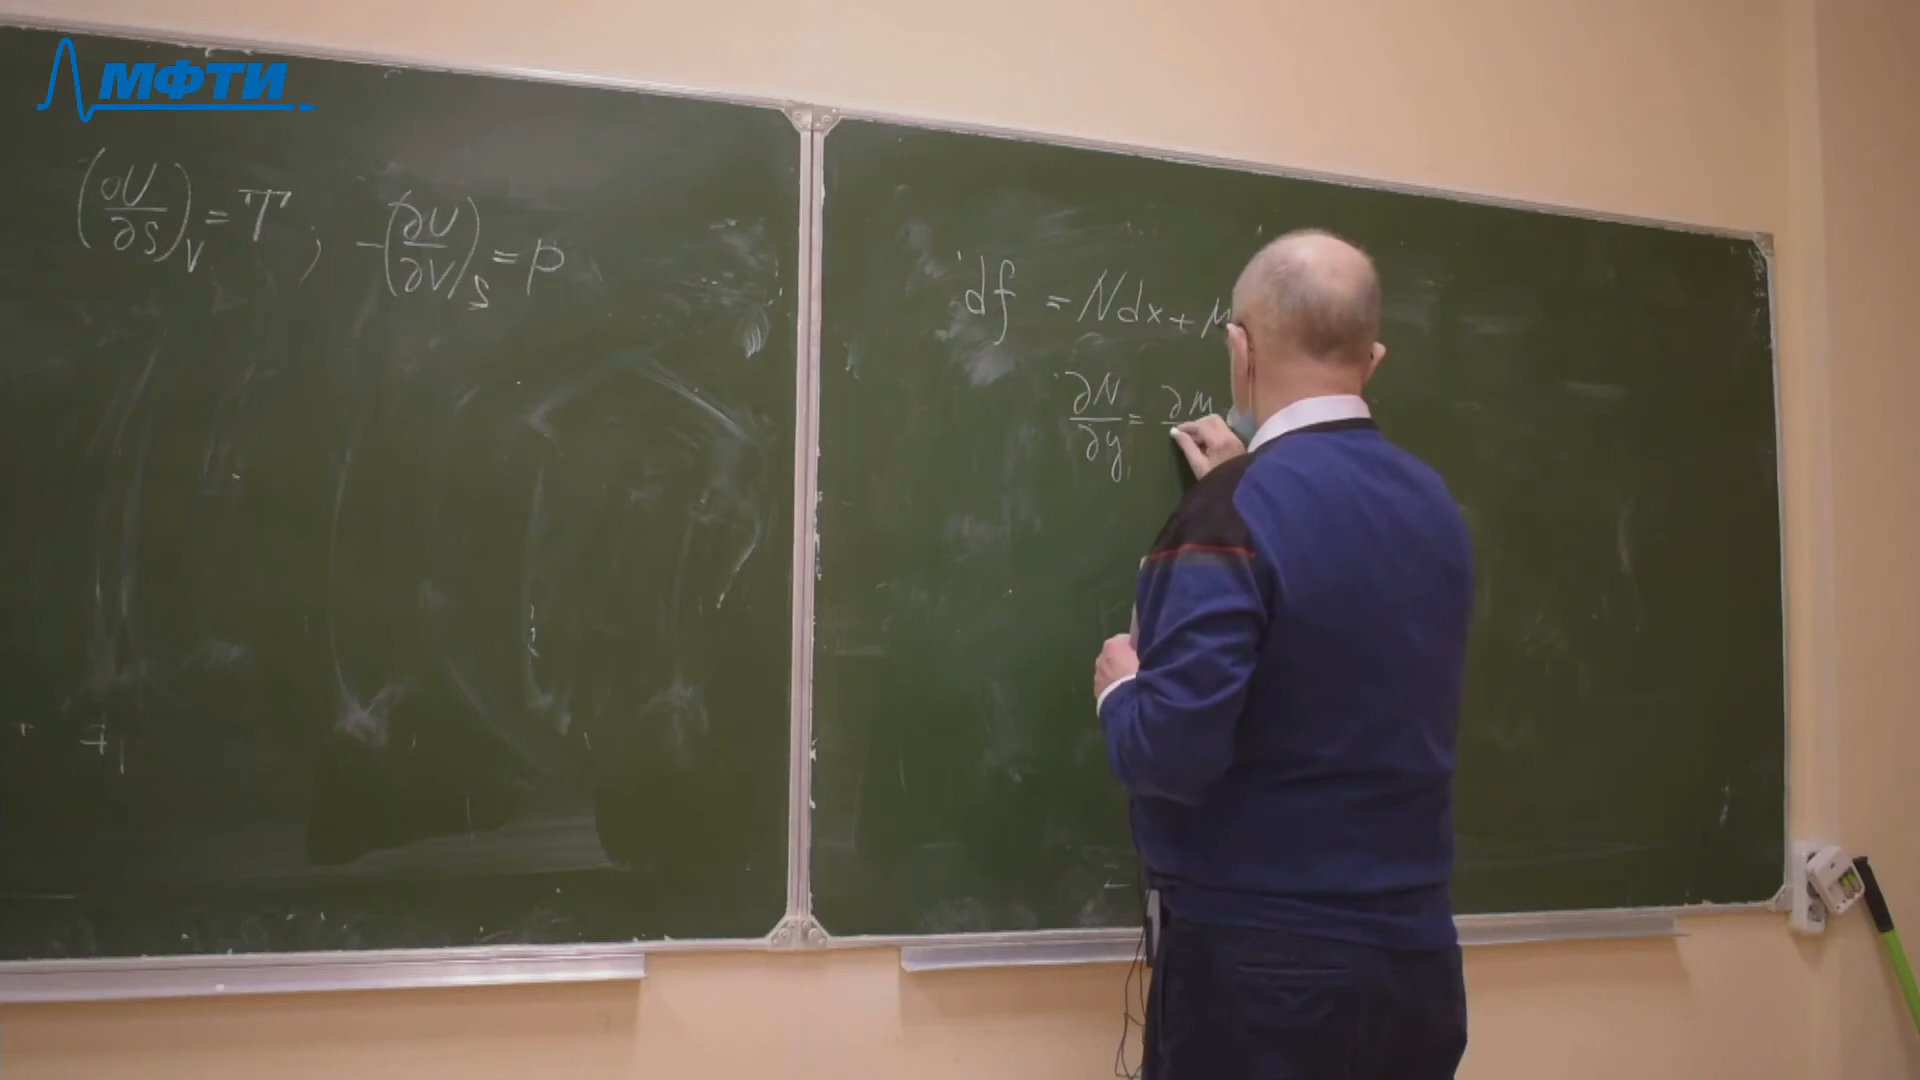 МФТИ
(∂U/∂S)_V = T ; -(∂U/∂V)_S = p
df = Ndx + M
∂N/∂y = ∂M